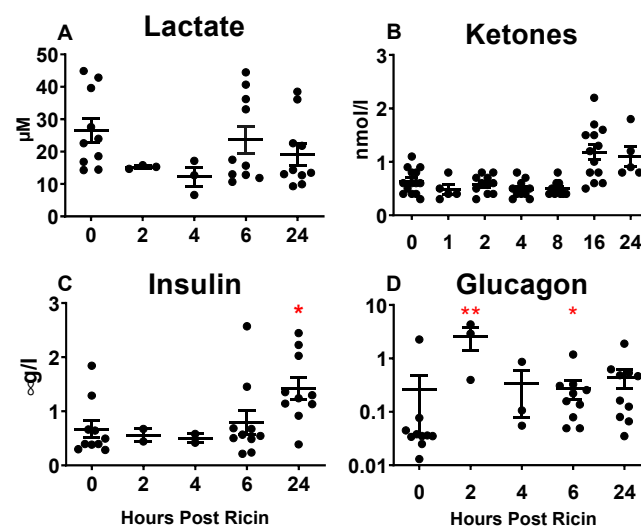 A Lactate
µM
50
40
30
20
10
0
0 2 4 6 24
B Ketones
nmol/l
3
2
1
0
0 1 2 4 8 16 24
C Insulin
∝g/l
3
2
1
0
*
0 2 4 6 24
Hours Post Ricin
D Glucagon
10
1
0.1
0.01
** *
0 2 4 6 24
Hours Post Ricin